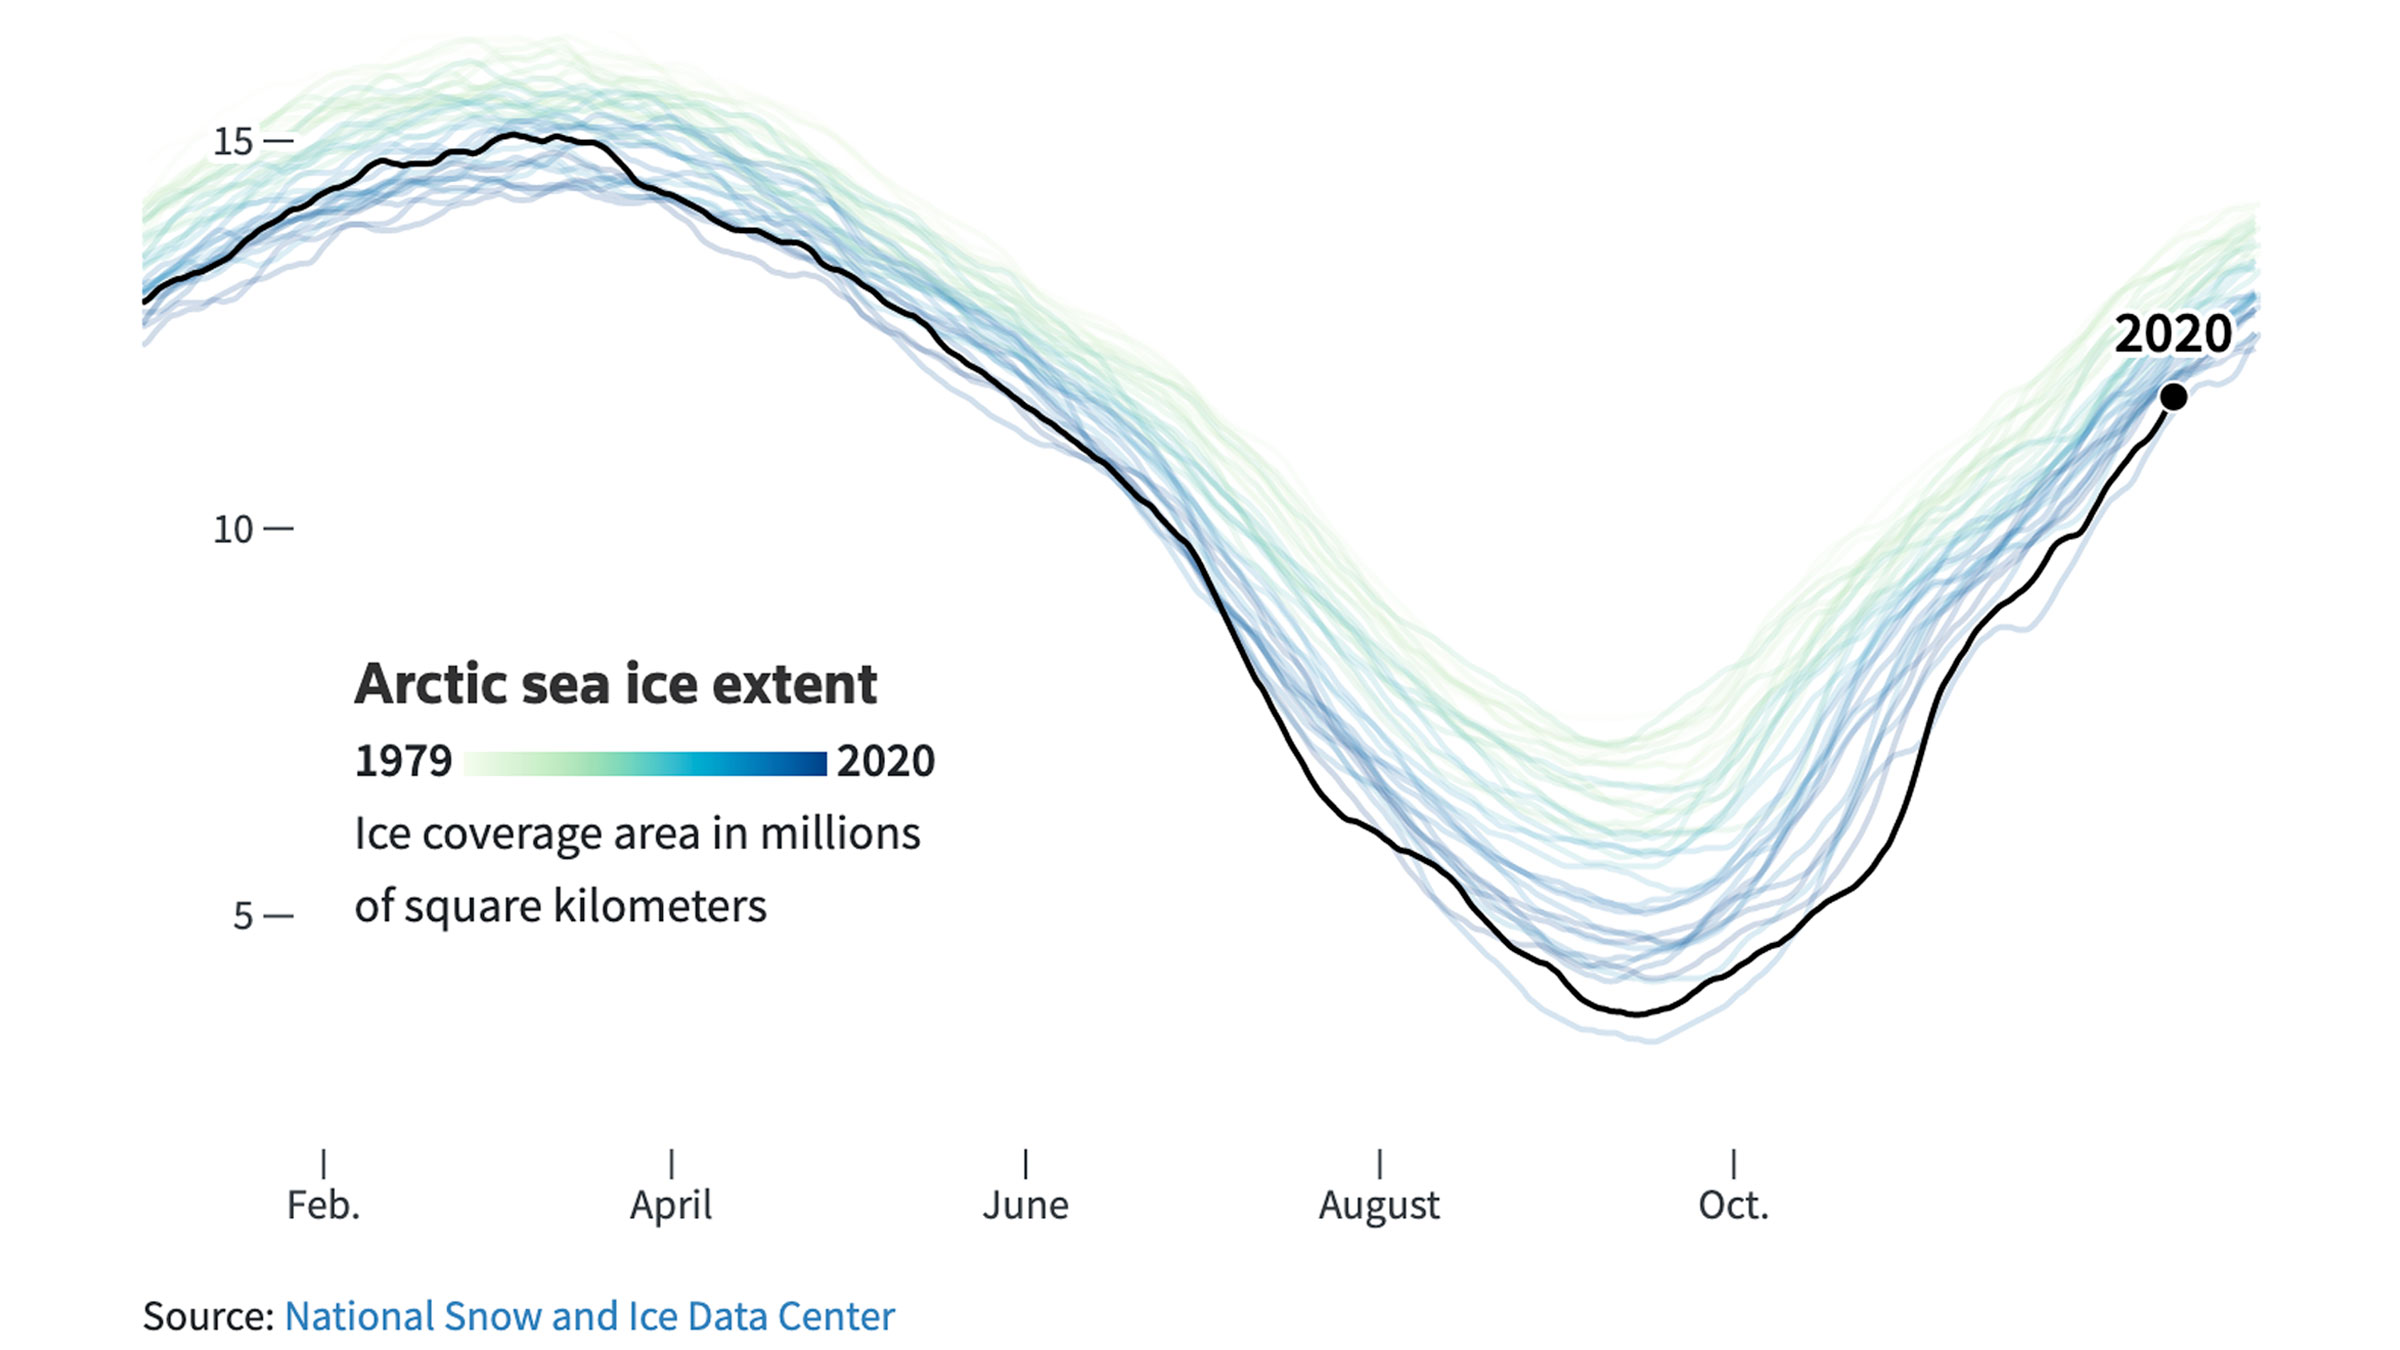 15 —
2020
10 —
Arctic sea ice extent
1979 2020
Ice coverage area in millions
of square kilometers
5 —
Feb. April June August Oct.
Source: National Snow and Ice Data Center